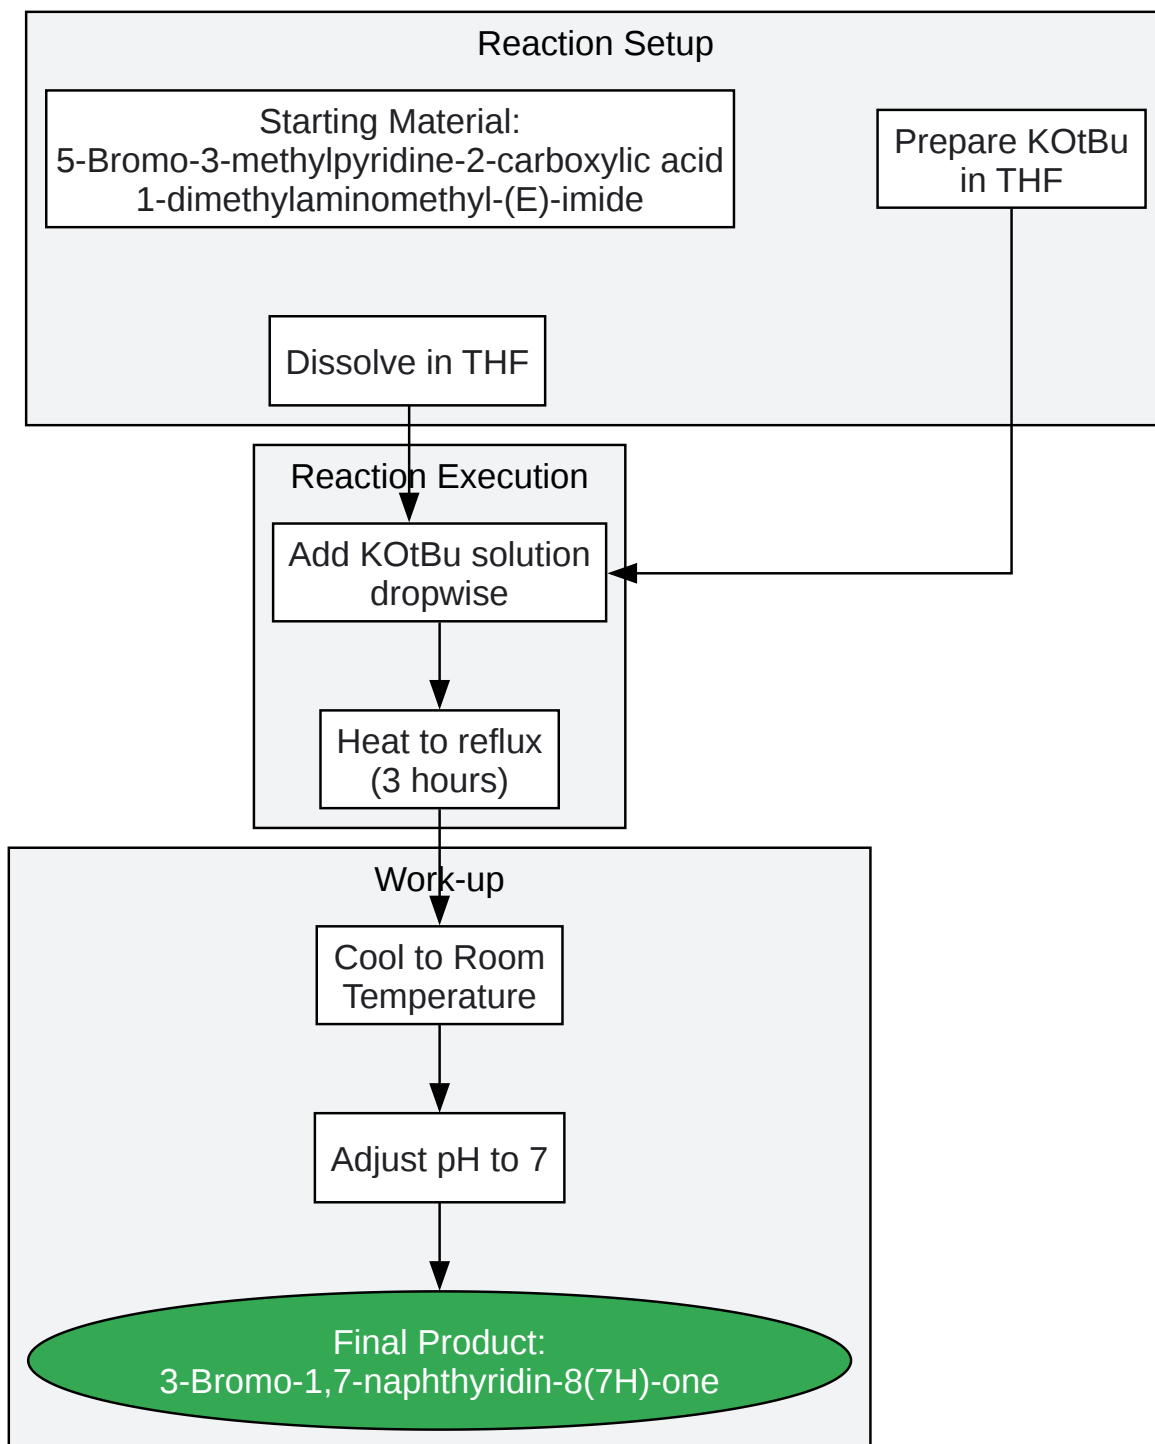 Reaction Setup
Starting Material:
5-Bromo-3-methylpyridine-2-carboxylic acid
1-dimethylaminomethyl-(E)-imide
Prepare KOtBu
in THF
Dissolve in THF
Reaction Execution
Add KOtBu solution
dropwise
Heat to reflux
(3 hours)
Work-up
Cool to Room
Temperature
Adjust pH to 7
Final Product:
3-Bromo-1,7-naphthyridin-8(7H)-one